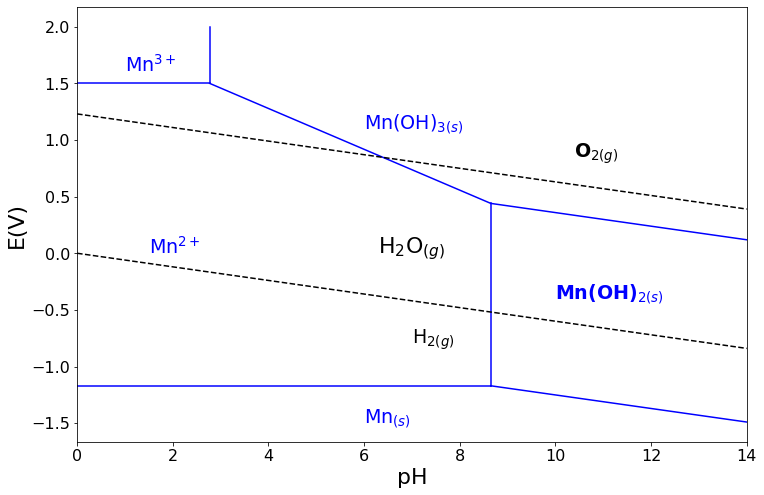 2.0
Mn³⁺
1.5
Mn(OH)₃₍ₛ₎
1.0
O₂₍g₎
0.5
Mn²⁺
H₂O₍g₎
0.0
Mn(OH)₂₍ₛ₎
−0.5
H₂₍g₎
−1.0
Mn₍ₛ₎
−1.5
E(V)
0 2 4 6 8 10 12 14
pH